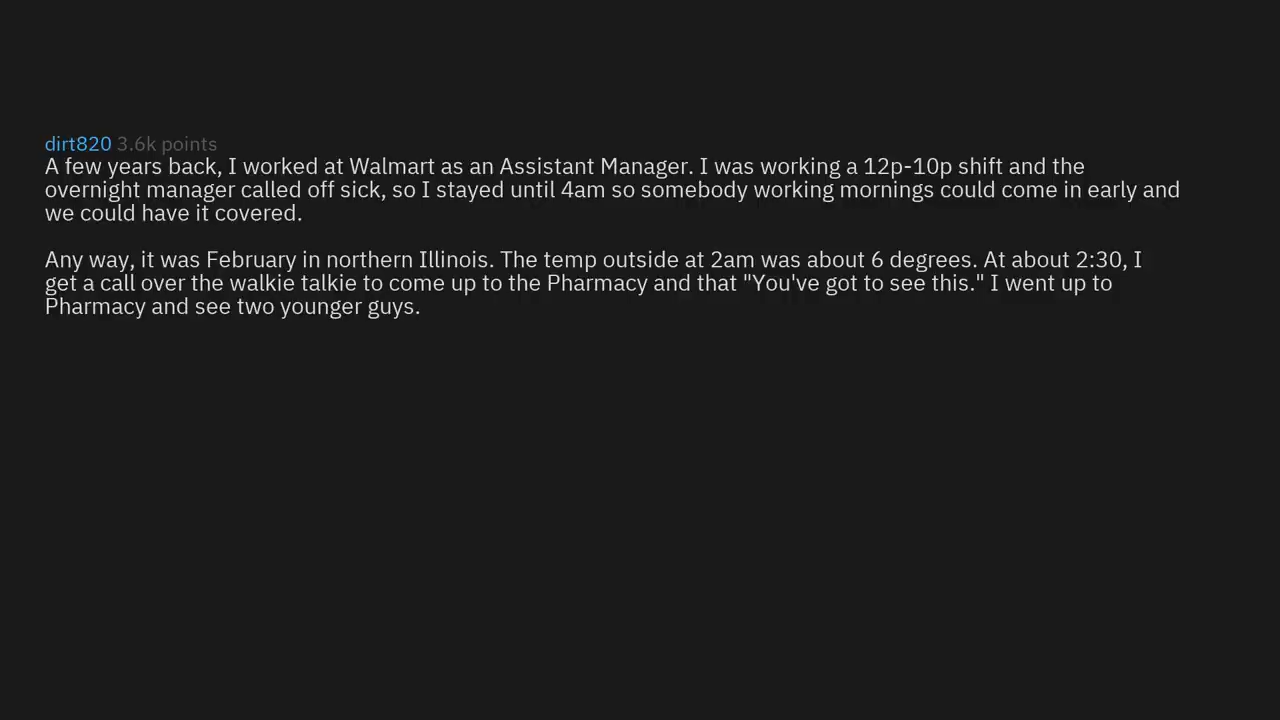 dirt820 3.6k points
A few years back, I worked at Walmart as an Assistant Manager. I was working a 12p-10p shift and the
overnight manager called off sick, so I stayed until 4am so somebody working mornings could come in early and
we could have it covered.
Any way, it was February in northern Illinois. The temp outside at 2am was about 6 degrees. At about 2:30, I
get a call over the walkie talkie to come up to the Pharmacy and that "You've got to see this." I went up to
Pharmacy and see two younger guys.